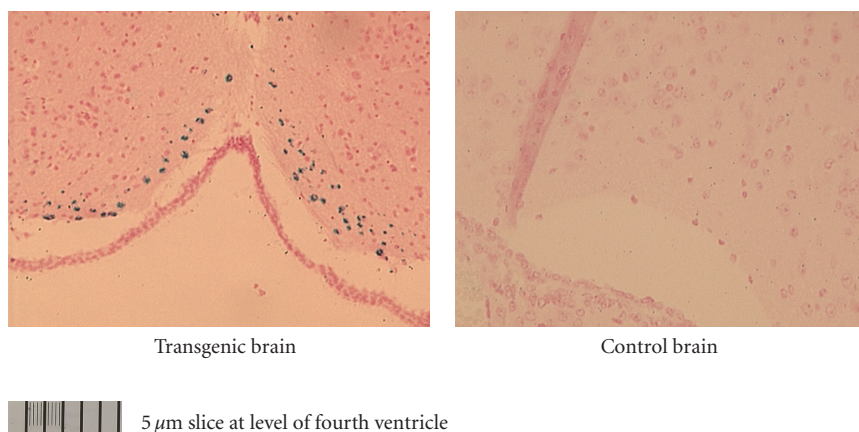 Transgenic brain
Control brain
5 µm slice at level of fourth ventricle